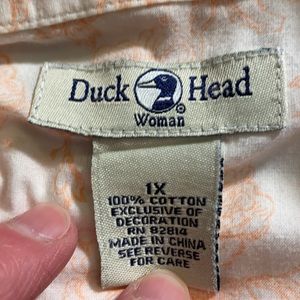 Duck Head
Woman
1X
100% COTTON
EXCLUSIVE OF
DECORATION
RN 82814
MADE IN CHINA
SEE REVERSE
FOR CARE